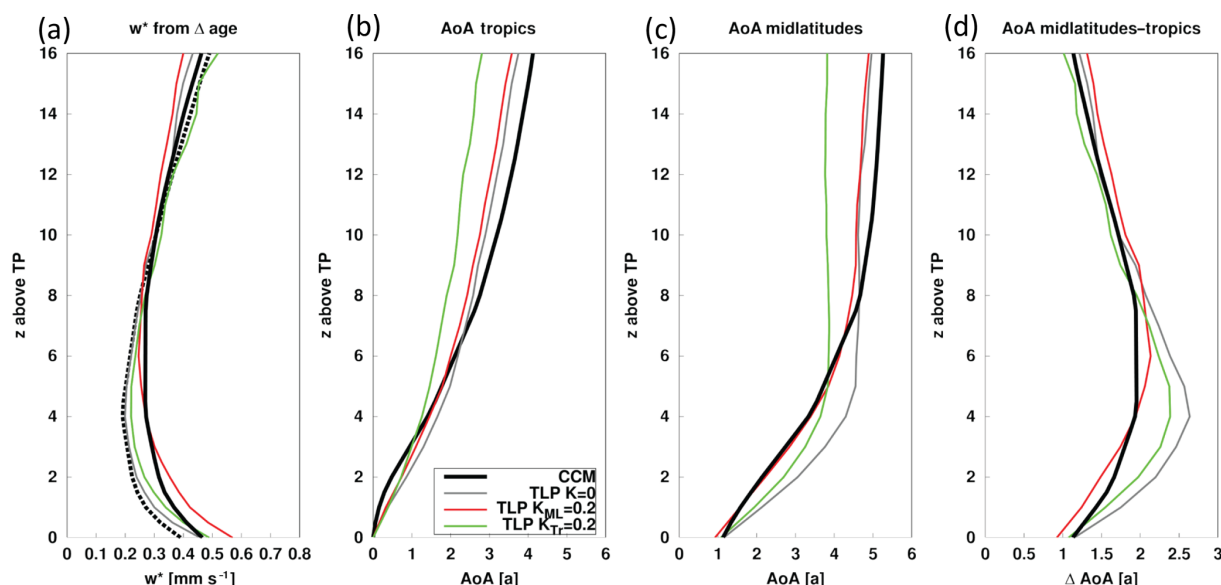 (a) w* from Δ age
z above TP
16
14
12
10
8
6
4
2
0
0 0.1 0.2 0.3 0.4 0.5 0.6 0.7 0.8
w* [mm s⁻¹]
(b) AoA tropics
z above TP
16
14
12
10
8
6
4
2
0
CCM
TLP K=0
TLP K_ML=0.2
TLP K_Tr=0.2
0 1 2 3 4 5 6
AoA [a]
(c) AoA midlatitudes
z above TP
16
14
12
10
8
6
4
2
0
0 1 2 3 4 5 6
AoA [a]
(d) AoA midlatitudes–tropics
z above TP
16
14
12
10
8
6
4
2
0
0 0.5 1 1.5 2 2.5 3
Δ AoA [a]